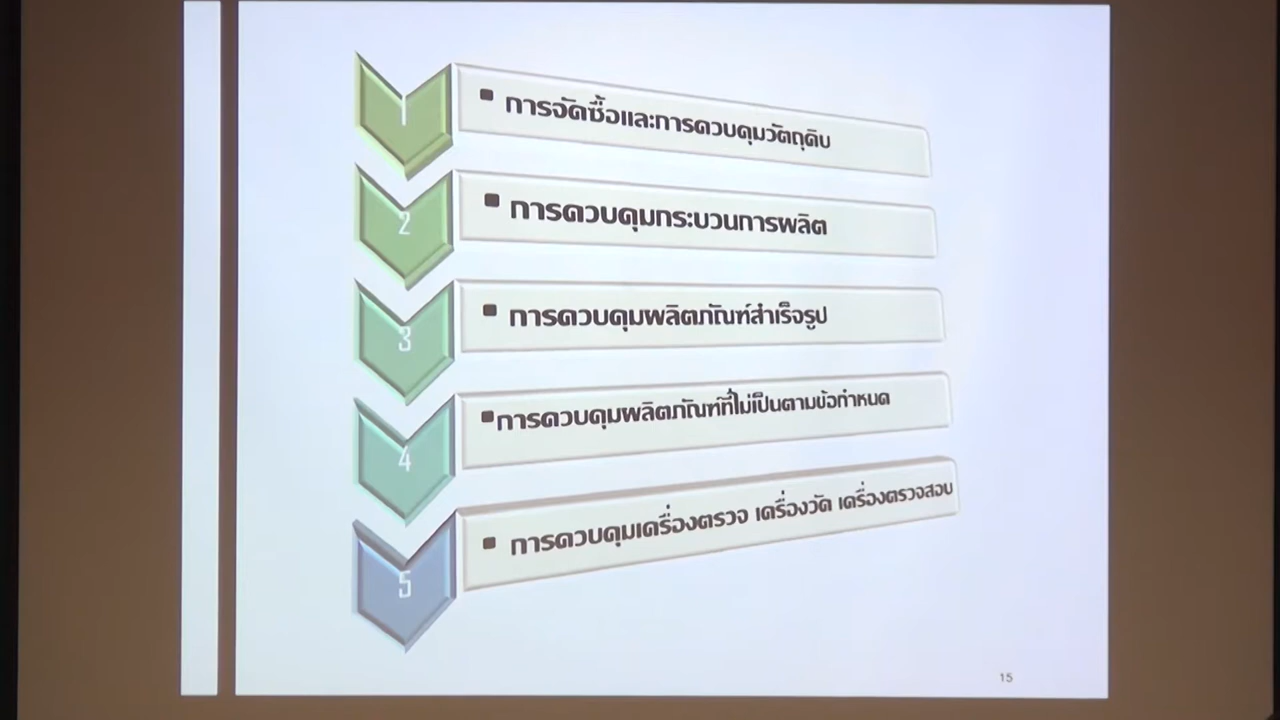 1
▪ การจัดซื้อและการควบคุมวัตถุดิบ
2
▪ การควบคุมกระบวนการผลิต
3
▪ การควบคุมผลิตภัณฑ์สำเร็จรูป
4
▪การควบคุมผลิตภัณฑ์ที่ไม่เป็นตามข้อกำหนด
5
▪ การควบคุมเครื่องตรวจ เครื่องวัด เครื่องตรวจสอบ
15